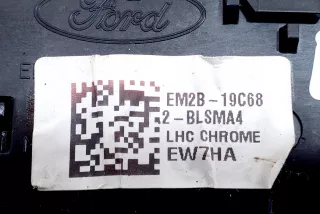 Ford
EM2B-19C68
2-BLSMA4
LHC CHROME
EW7HA